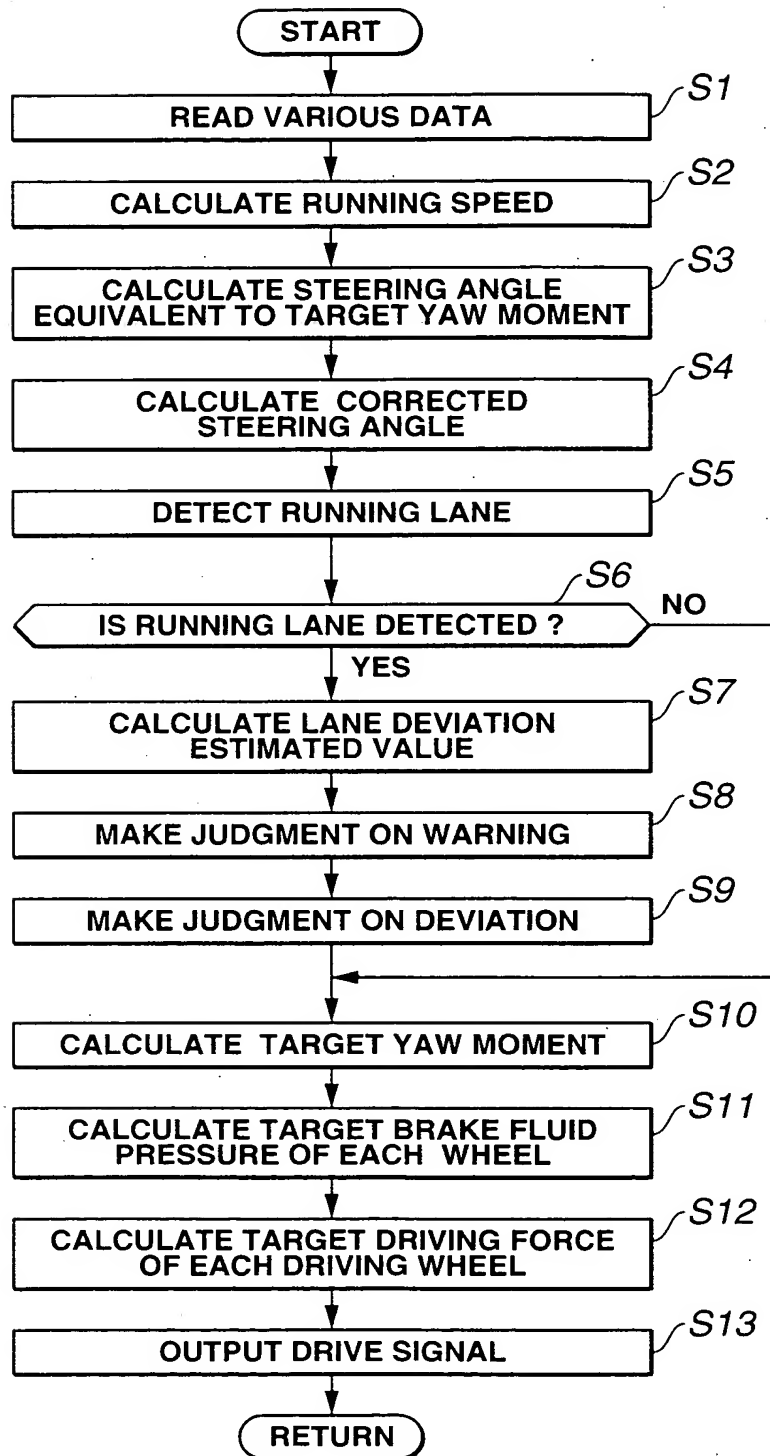 START
S1
READ VARIOUS DATA
S2
CALCULATE RUNNING SPEED
S3
CALCULATE STEERING ANGLE
EQUIVALENT TO TARGET YAW MOMENT
S4
CALCULATE CORRECTED
STEERING ANGLE
S5
DETECT RUNNING LANE
S6
IS RUNNING LANE DETECTED ?
NO
YES
S7
CALCULATE LANE DEVIATION
ESTIMATED VALUE
S8
MAKE JUDGMENT ON WARNING
S9
MAKE JUDGMENT ON DEVIATION
S10
CALCULATE TARGET YAW MOMENT
S11
CALCULATE TARGET BRAKE FLUID
PRESSURE OF EACH WHEEL
S12
CALCULATE TARGET DRIVING FORCE
OF EACH DRIVING WHEEL
S13
OUTPUT DRIVE SIGNAL
RETURN